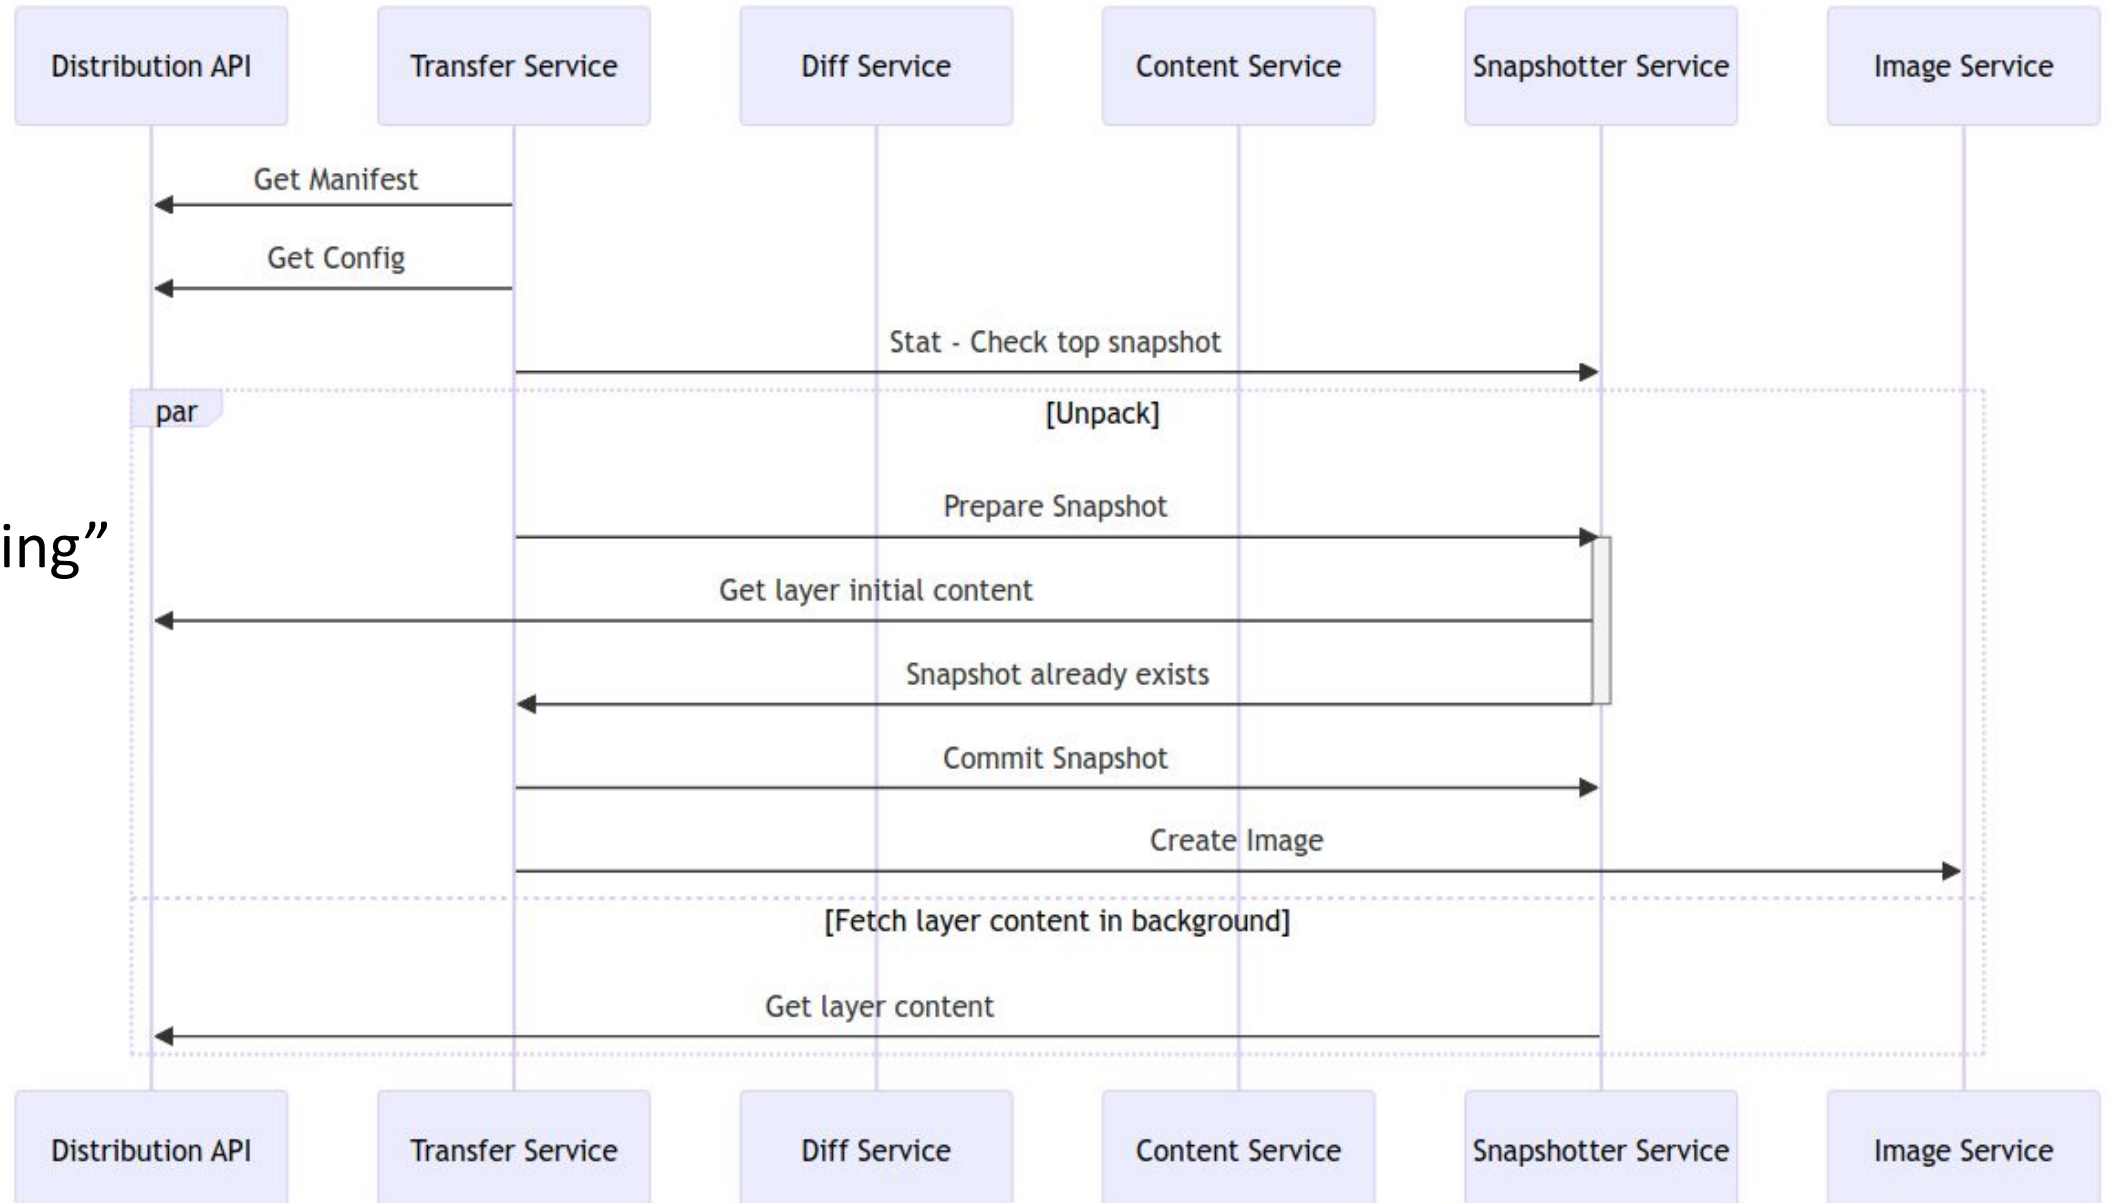 Distribution API
Transfer Service
Diff Service
Content Service
Snapshotter Service
Image Service
Get Manifest
Get Config
Stat - Check top snapshot
par
[Unpack]
Prepare Snapshot
ing”
Get layer initial content
Snapshot already exists
Commit Snapshot
Create Image
[Fetch layer content in background]
Get layer content
Distribution API
Transfer Service
Diff Service
Content Service
Snapshotter Service
Image Service